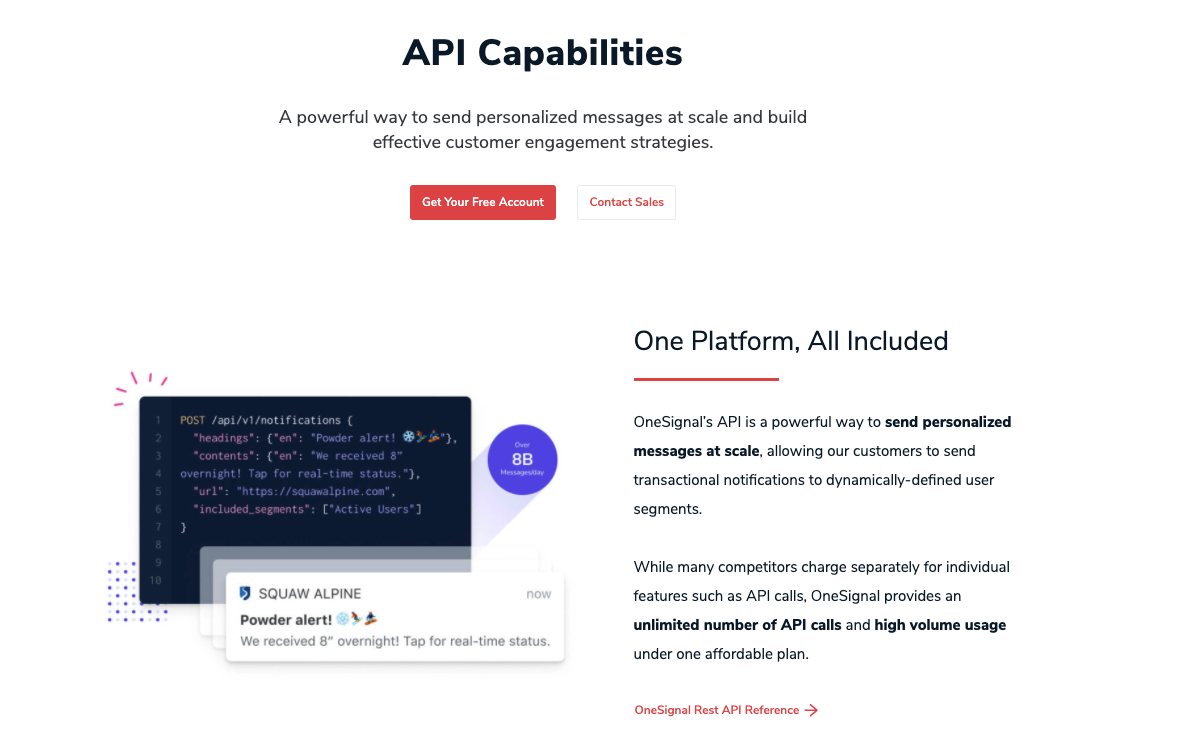 API Capabilities
A powerful way to send personalized messages at scale and build
effective customer engagement strategies.
Get Your Free Account
Contact Sales
One Platform, All Included
OneSignal's API is a powerful way to send personalized
messages at scale, allowing our customers to send
transactional notifications to dynamically-defined user
segments.
While many competitors charge separately for individual
features such as API calls, OneSignal provides an
unlimited number of API calls and high volume usage
under one affordable plan.
OneSignal Rest API Reference →
1 POST /api/v1/notifications {
2 "headings": {"en": "Powder alert! ❄️⛷🏂"},
3 "contents": {"en": "We received 8"
4 overnight! Tap for real-time status."},
5 "url": "https://squawalpine.com",
6 "included_segments": ["Active Users"]
7 }
8
9
10
Over
8B
Messages/day
SQUAW ALPINE now
Powder alert! ❄️⛷🏂
We received 8” overnight! Tap for real-time status.